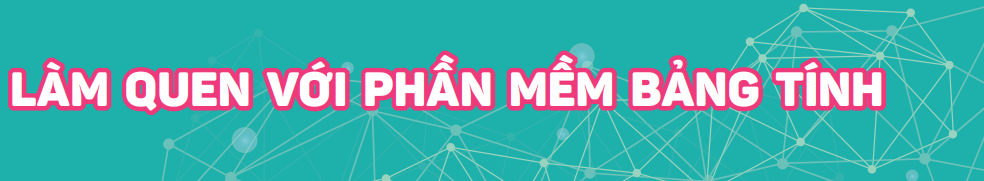 LÀM QUEN VỚI PHẦN MỀM BẢNG TÍNH